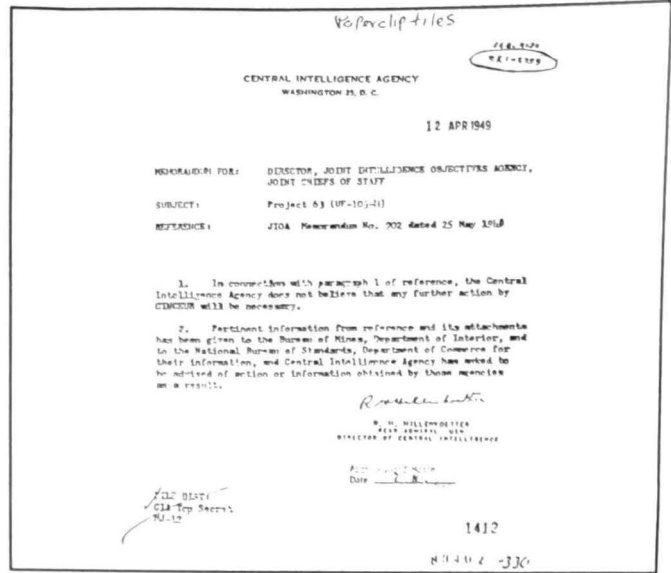 paperclip files
CENTRAL INTELLIGENCE AGENCY
WASHINGTON 25, D. C.
12 APR 1949
MEMORANDUM FOR: DIRECTOR, JOINT INTELLIGENCE OBJECTIVES AGENCY,
JOINT CHIEFS OF STAFF
SUBJECT: Project 63
REFERENCE: JIOA Memorandum No. 902 dated 25 May
1. In connection with paragraph 1 of reference, the Central
Intelligence Agency does not believe that any further action by
CINCEUR will be necessary.
2. Pertinent information from reference and its attachments
has been given to the Bureau of Mines, Department of Interior, and
to the National Bureau of Standards, Department of Commerce for
their information, and Central Intelligence Agency has asked to
be advised of action or information obtained by those agencies
as a result.
R. H. HILLENKOETTER
REAR ADMIRAL USN
DIRECTOR OF CENTRAL INTELLIGENCE
Date
CIA Top Secret
MJ-12
1412
-330